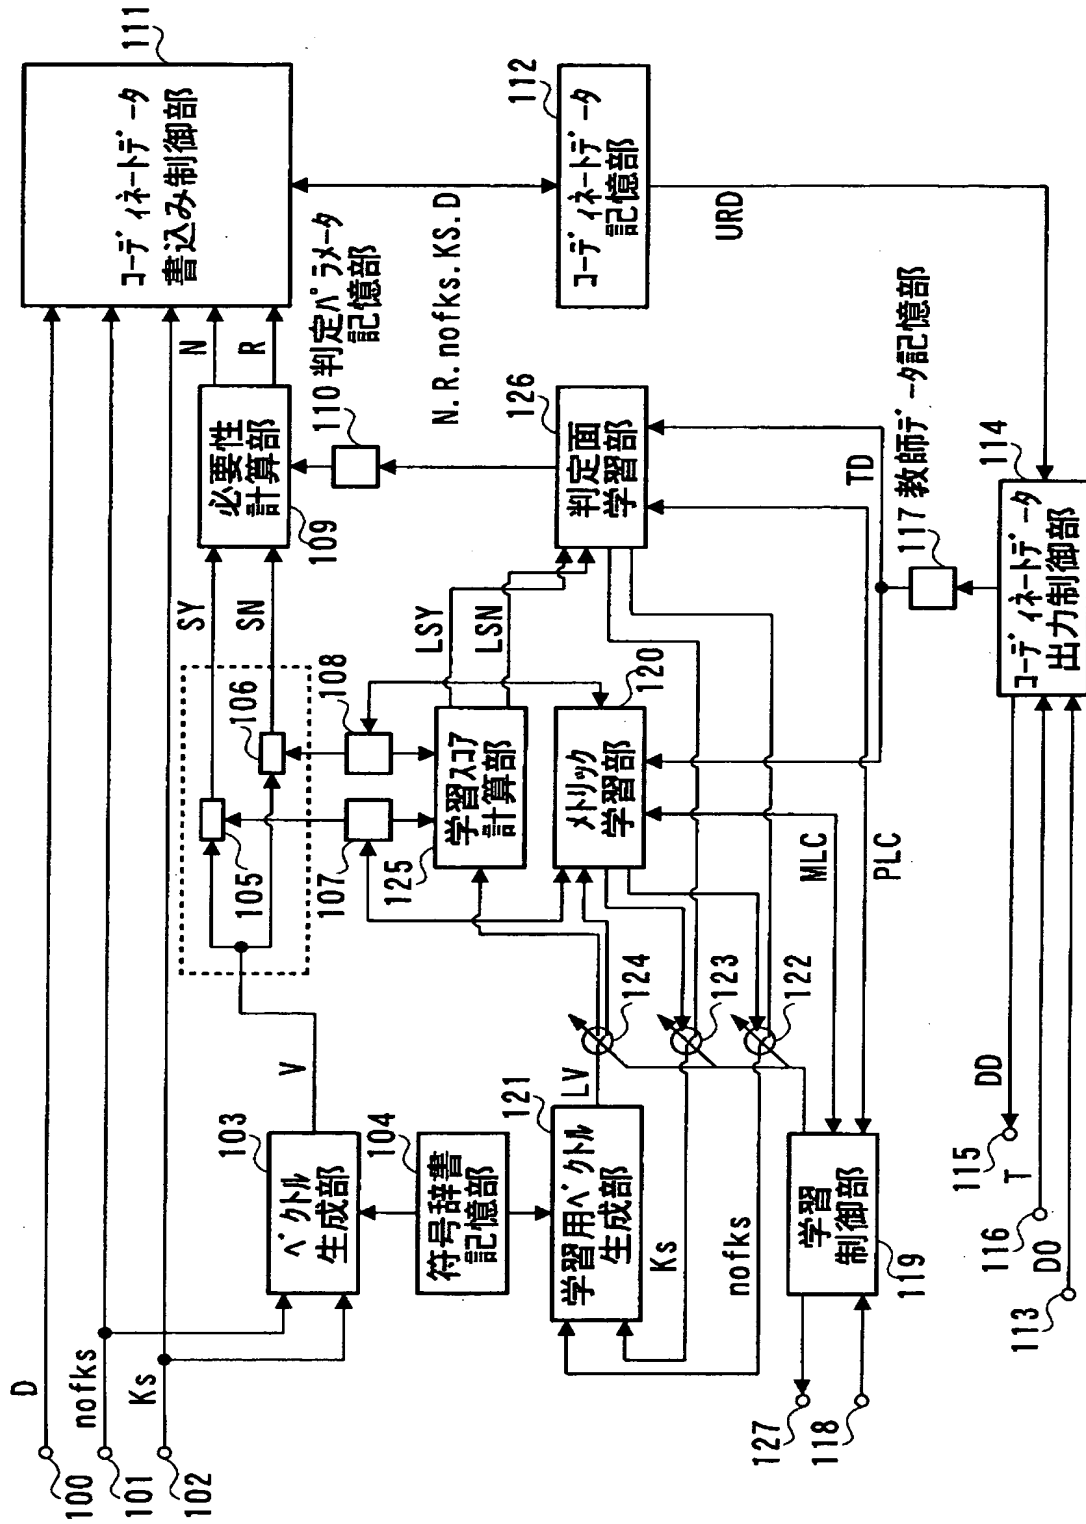 D
100
nofks
101
Ks
102
103
ベクトル
生成部
V
104
符号辞書
記憶部
105
106
SY
SN
107
108
必要性
計算部
109
N
R
110 判定パラメータ
記憶部
コーディネートデータ
書込み制御部
111
N.R.nofks.KS.D
コーディネートデータ
記憶部
112
URD
121
学習用ベクトル
生成部
LV
Ks
nofks
124
123
122
学習スコア
計算部
125
LSY
LSN
メトリック
学習部
120
判定面
学習部
126
MLC
PLC
TD
117 教師データ記憶部
学習
制御部
119
127
118
コーディネートデータ
出力制御部
114
DD
115
T
116
DO
113